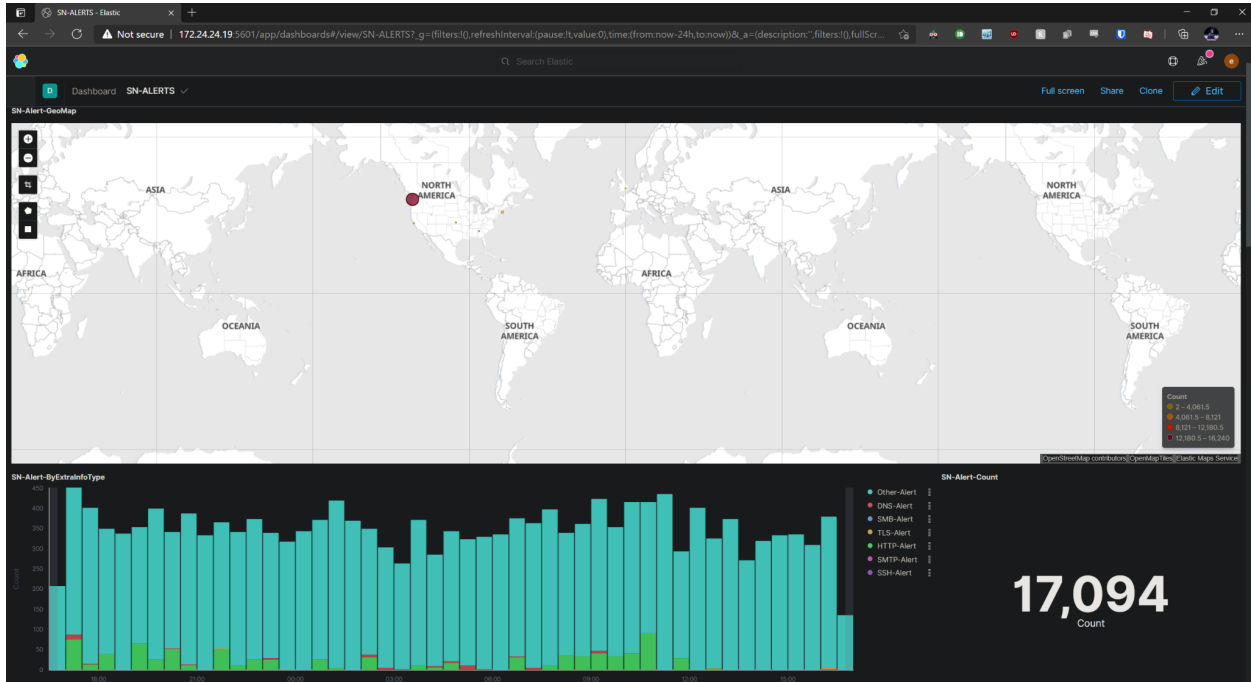 SN-ALERTS - Elastic
Not secure | 172.24.24.19:5601/app/dashboards#/view/SN-ALERTS?_g=(filters:!(),refreshInterval:(pause:!t,value:0),time:(from:now-24h,to:now))&_a=(description:'',filters:!(),fullScr...
Search Elastic
e
D Dashboard SN-ALERTS Full screen Share Clone Edit
SN-Alert-GeoMap
NORTH AMERICA
NORTH AMERICA
ASIA
ASIA
AFRICA
AFRICA
OCEANIA
OCEANIA
SOUTH AMERICA
SOUTH AMERICA
Count
2 – 4,061.5
4,061.5 – 8,121
8,121 – 12,180.5
12,180.5 – 16,240
[OpenStreetMap contributors][OpenMapTiles][Elastic Maps Service]
SN-Alert-ByExtraInfoType
450
400
350
300
250
200
150
100
50
0
Count
18:00 21:00 00:00 03:00 06:00 09:00 12:00 15:00
Other-Alert
DNS-Alert
SMB-Alert
TLS-Alert
HTTP-Alert
SMTP-Alert
SSH-Alert
SN-Alert-Count
17,094
Count